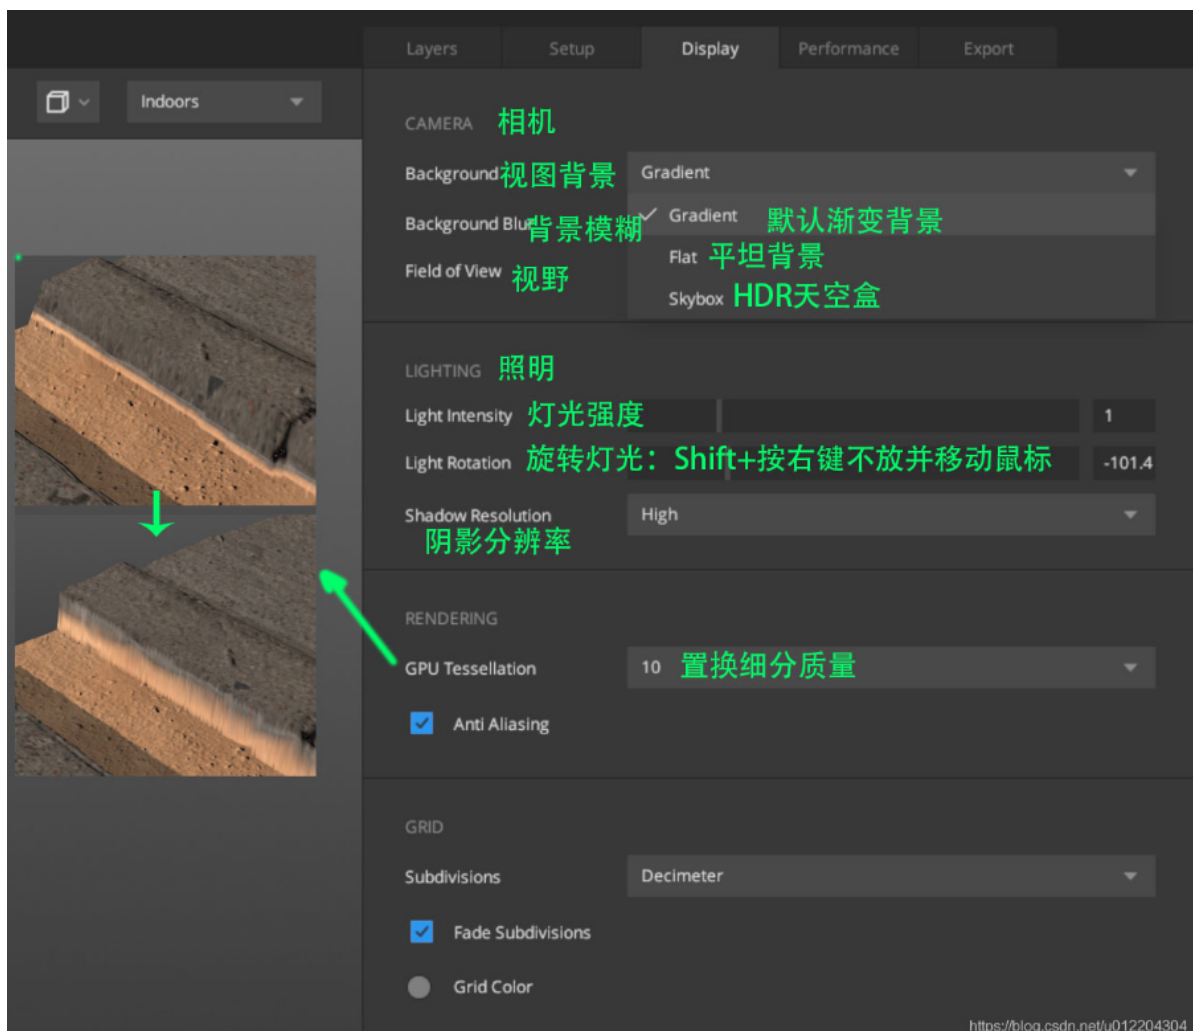 Layers Setup Display Performance Export
Indoors
CAMERA 相机
Background 视图背景 Gradient
Background Blur 背景模糊 Gradient 默认渐变背景
Flat 平坦背景
Field of View 视野
Skybox HDR天空盒
LIGHTING 照明
Light Intensity 灯光强度 1
Light Rotation 旋转灯光：Shift+按右键不放并移动鼠标 -101.4
Shadow Resolution High
阴影分辨率
RENDERING
GPU Tessellation 10 置换细分质量
Anti Aliasing
GRID
Subdivisions Decimeter
Fade Subdivisions
Grid Color
https://blog.csdn.net/u012204304